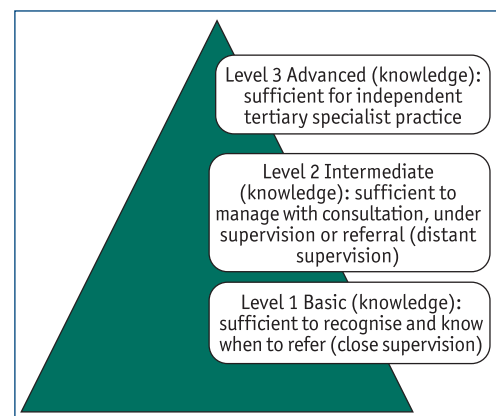 Level 3 Advanced (knowledge):
sufficient for independent
tertiary specialist practice
Level 2 Intermediate
(knowledge): sufficient to
manage with consultation, under
supervision or referral (distant
supervision)
Level 1 Basic (knowledge):
sufficient to recognise and know
when to refer (close supervision)